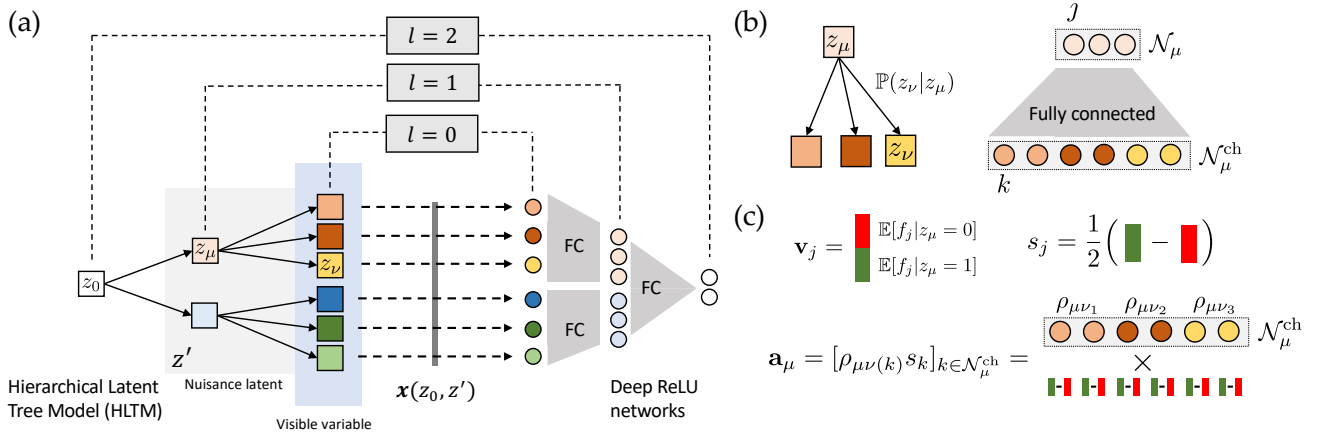 (a)
l = 2
l = 1
l = 0
z_0
z_μ
z_ν
z'
Nuisance latent
Visible variable
Hierarchical Latent
Tree Model (HLTM)
x(z_0, z')
FC
FC
FC
Deep ReLU
networks
(b)
z_μ
ℙ(z_ν|z_μ)
z_ν
j
𝒩_μ
Fully connected
𝒩_μ^ch
k
(c)
v_j =
𝔼[f_j|z_μ = 0]
𝔼[f_j|z_μ = 1]
s_j = 1/2 ( - )
ρ_μν_1 ρ_μν_2 ρ_μν_3
𝒩_μ^ch
a_μ = [ρ_μν(k) s_k]_k∈𝒩_μ^ch =
×
- - - - - -